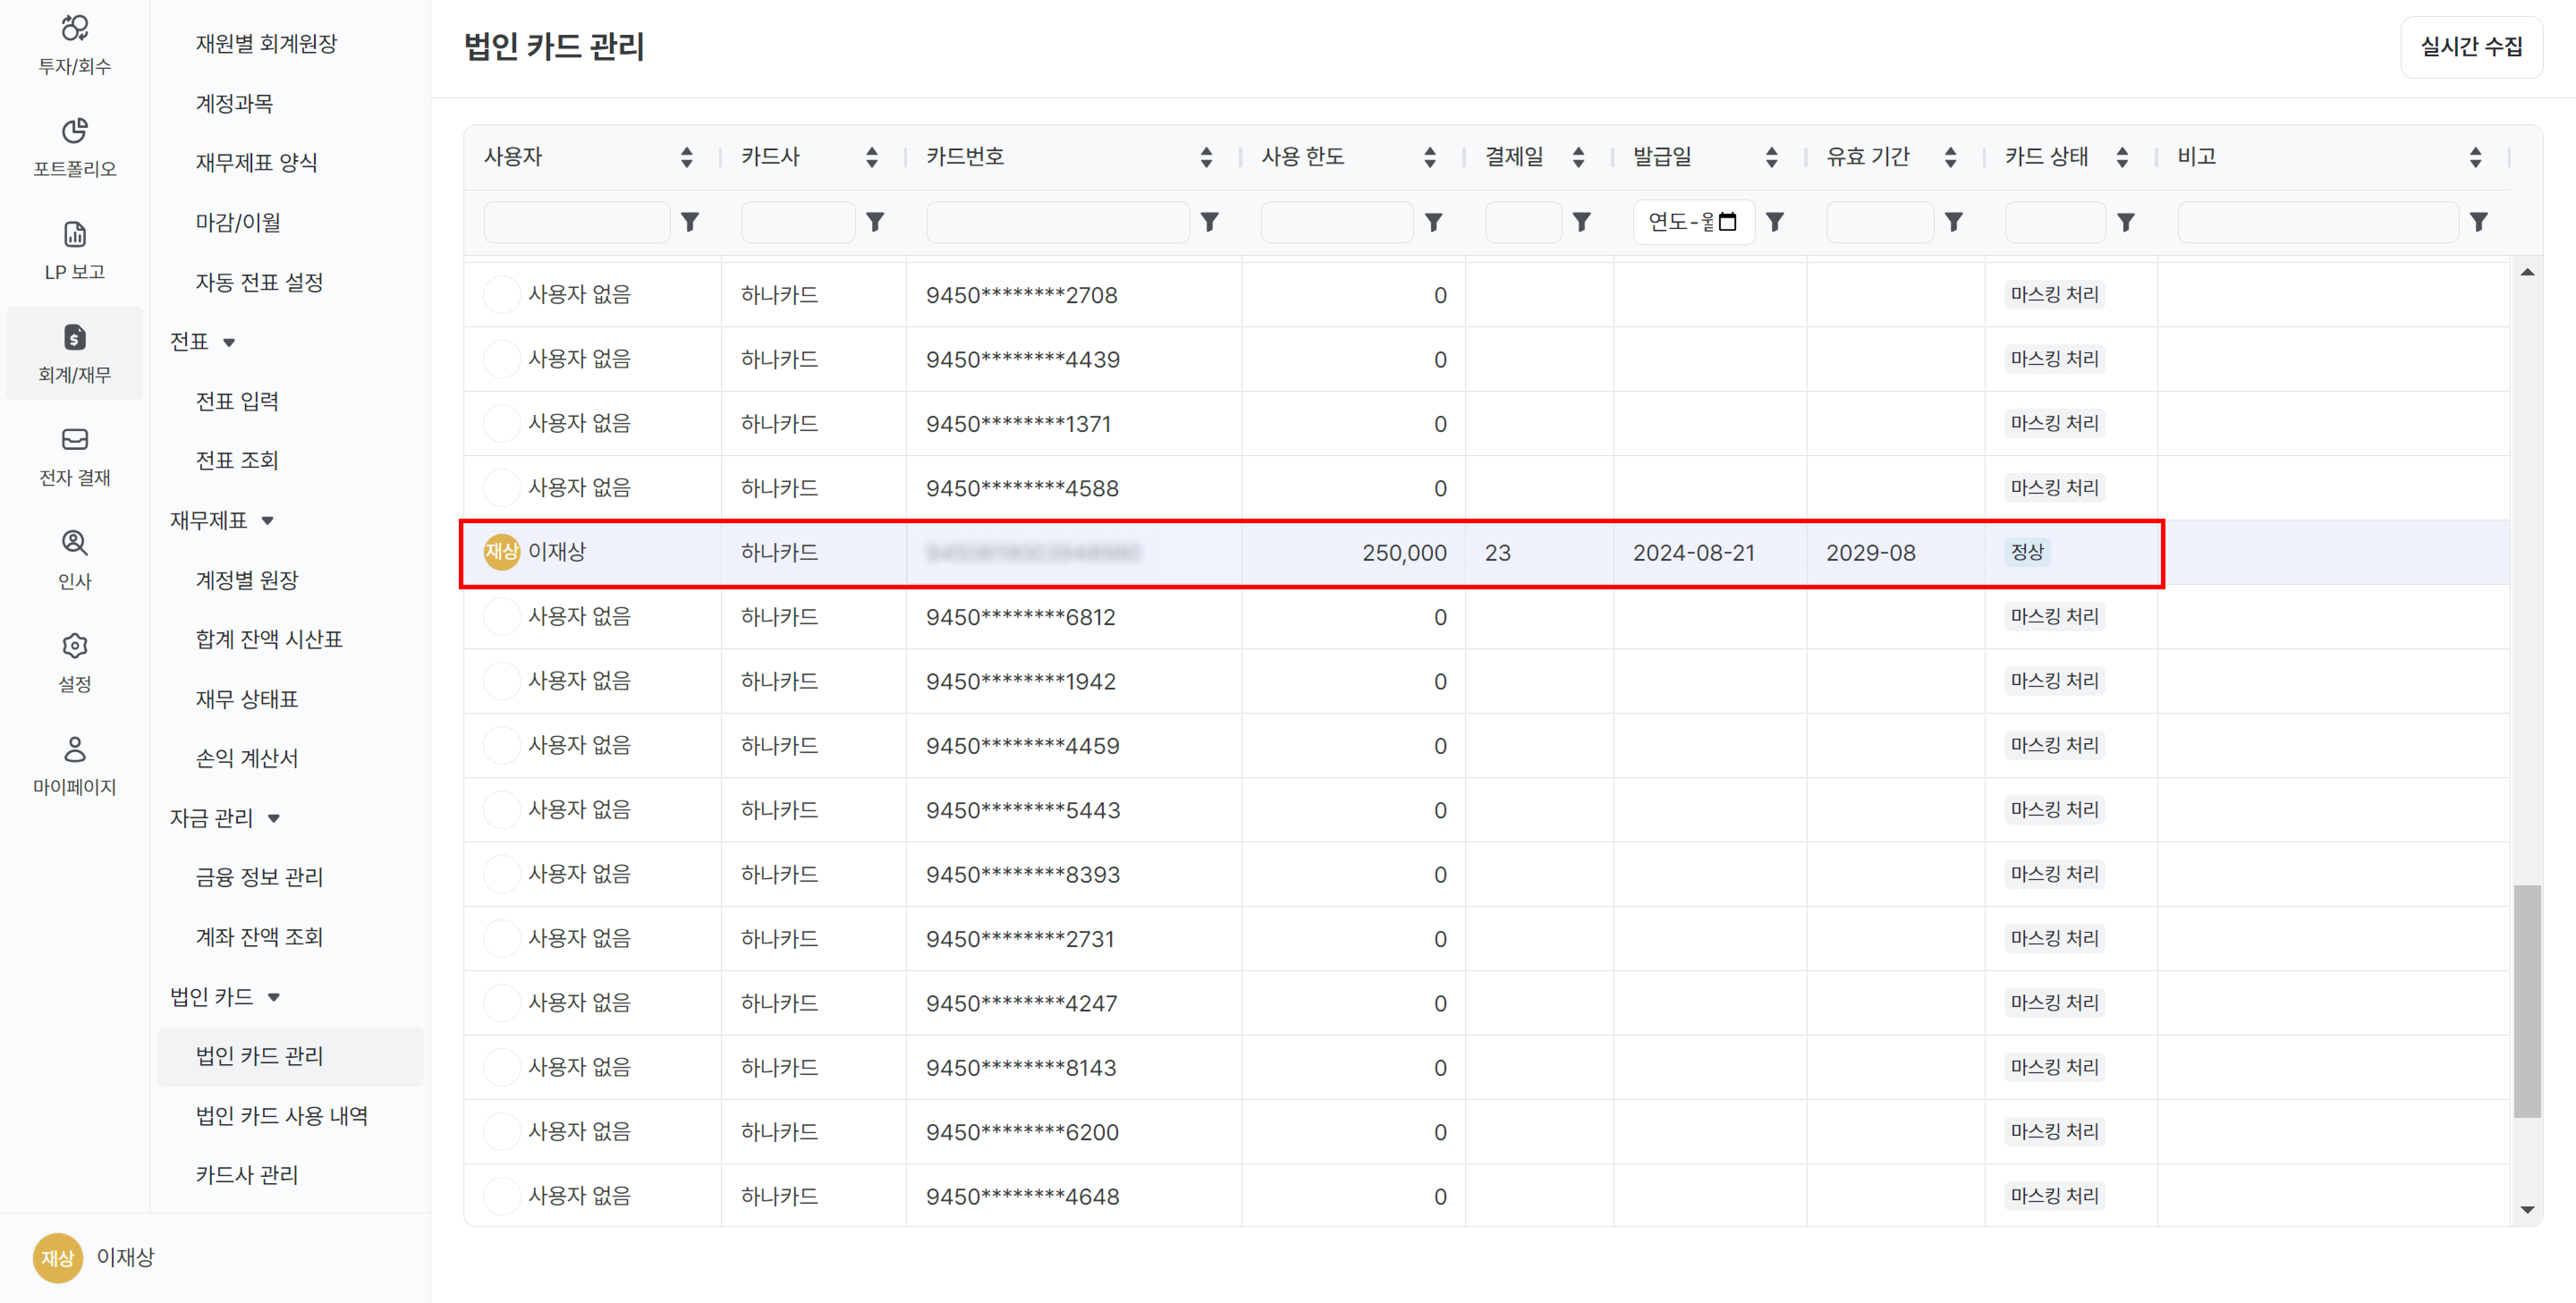 투자/회수
포트폴리오
LP 보고
회계/재무
전자 결재
인사
설정
마이페이지
재원별 회계원장
계정과목
재무제표 양식
마감/이월
자동 전표 설정
전표
전표 입력
전표 조회
재무제표
계정별 원장
합계 잔액 시산표
재무 상태표
손익 계산서
자금 관리
금융 정보 관리
계좌 잔액 조회
법인 카드
법인 카드 관리
법인 카드 사용 내역
카드사 관리
재상 이재상
법인 카드 관리
실시간 수집
사용자 카드사 카드번호 사용 한도 결제일 발급일 유효 기간 카드 상태 비고
연도-월
사용자 없음 하나카드 9450********2708 0 마스킹 처리
사용자 없음 하나카드 9450********4439 0 마스킹 처리
사용자 없음 하나카드 9450********1371 0 마스킹 처리
사용자 없음 하나카드 9450********4588 0 마스킹 처리
재상 이재상 하나카드 250,000 23 2024-08-21 2029-08 정상
사용자 없음 하나카드 9450********6812 0 마스킹 처리
사용자 없음 하나카드 9450********1942 0 마스킹 처리
사용자 없음 하나카드 9450********4459 0 마스킹 처리
사용자 없음 하나카드 9450********5443 0 마스킹 처리
사용자 없음 하나카드 9450********8393 0 마스킹 처리
사용자 없음 하나카드 9450********2731 0 마스킹 처리
사용자 없음 하나카드 9450********4247 0 마스킹 처리
사용자 없음 하나카드 9450********8143 0 마스킹 처리
사용자 없음 하나카드 9450********6200 0 마스킹 처리
사용자 없음 하나카드 9450********4648 0 마스킹 처리